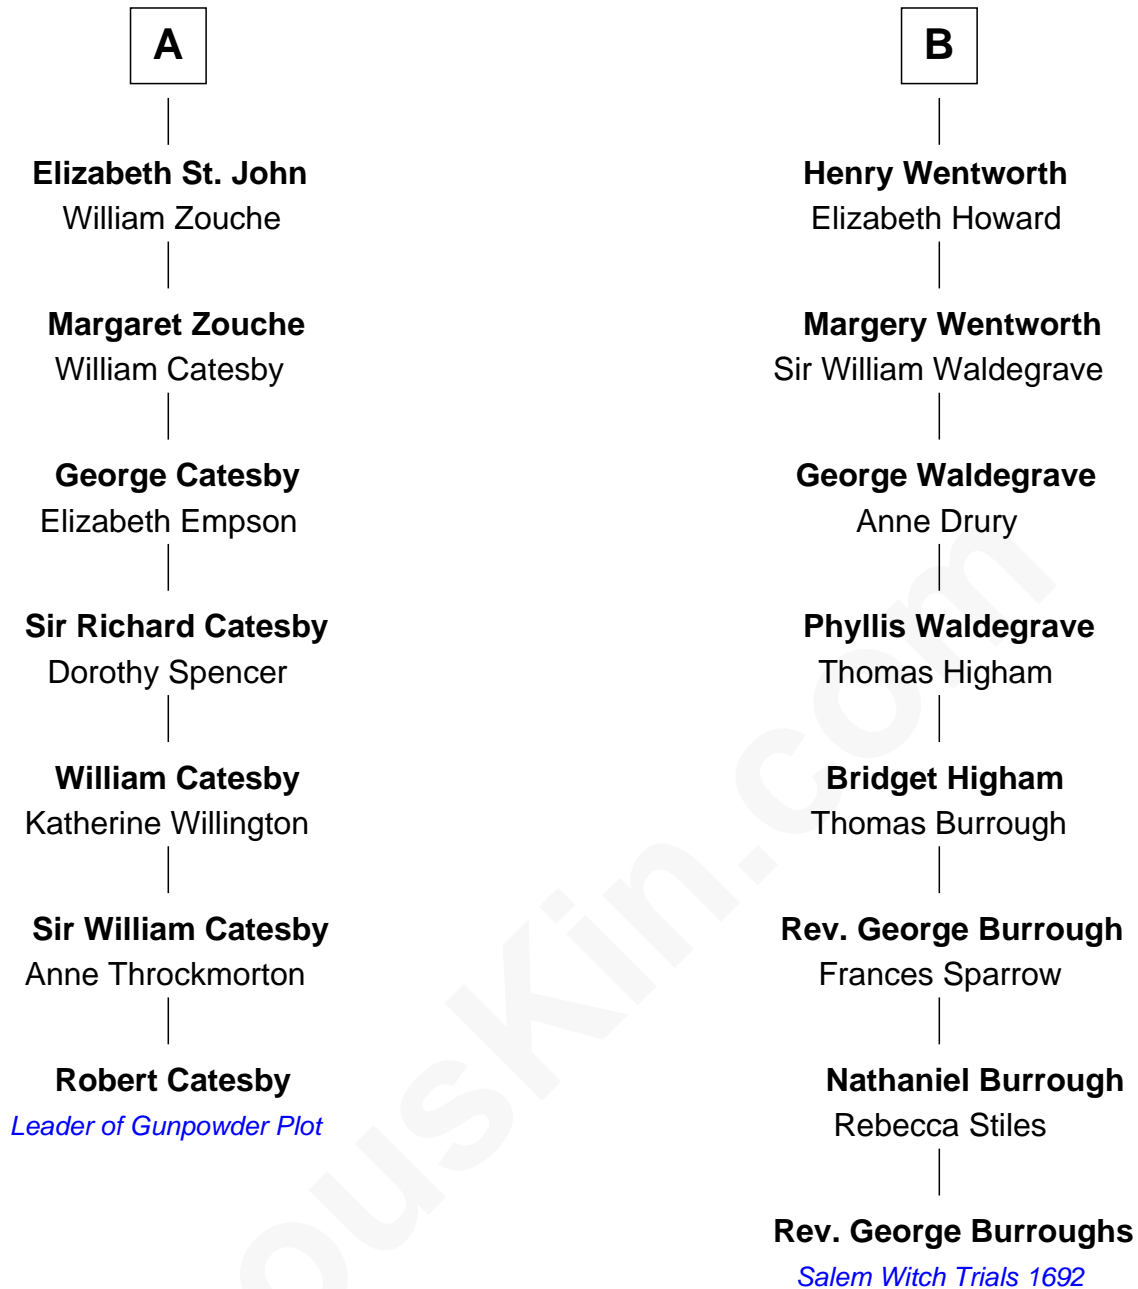 A
Elizabeth St. John
William Zouche
Margaret Zouche
William Catesby
George Catesby
Elizabeth Empson
Sir Richard Catesby
Dorothy Spencer
William Catesby
Katherine Willington
Sir William Catesby
Anne Throckmorton
Robert Catesby
Leader of Gunpowder Plot
B
Henry Wentworth
Elizabeth Howard
Margery Wentworth
Sir William Waldegrave
George Waldegrave
Anne Drury
Phyllis Waldegrave
Thomas Higham
Bridget Higham
Thomas Burrough
Rev. George Burrough
Frances Sparrow
Nathaniel Burrough
Rebecca Stiles
Rev. George Burroughs
Salem Witch Trials 1692
ouskin.com